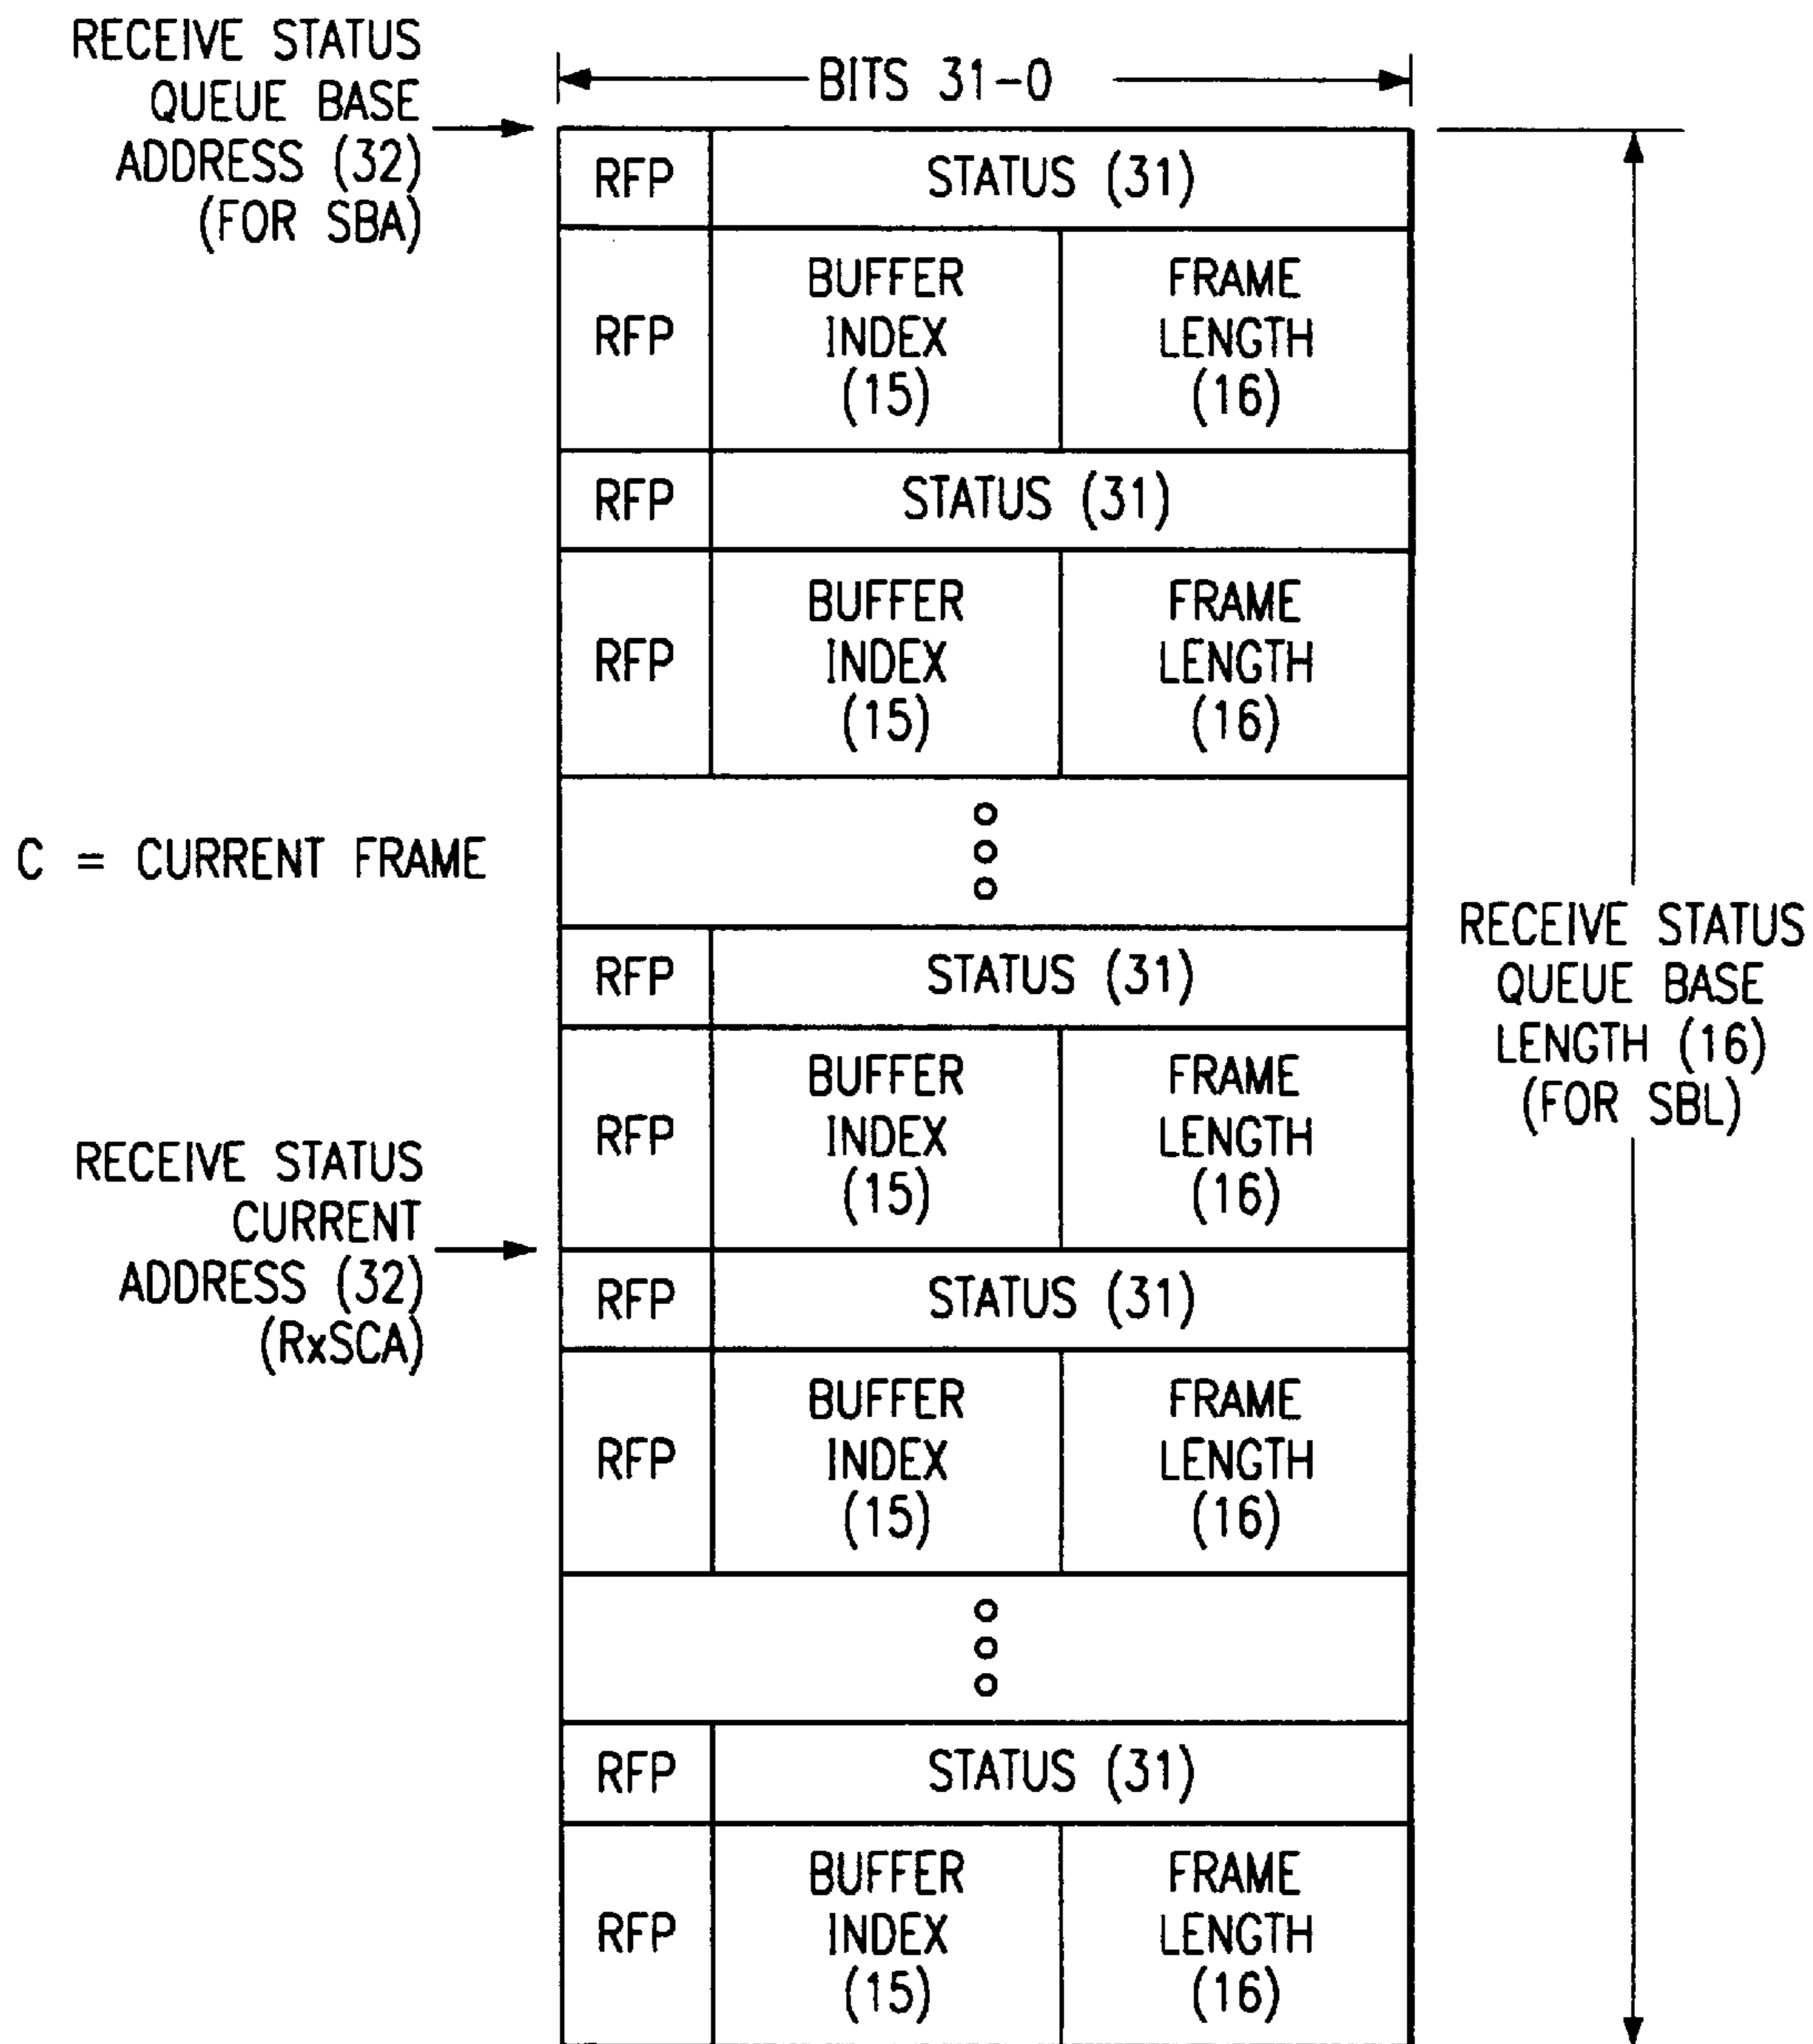 RECEIVE STATUS
QUEUE BASE
ADDRESS (32)
(FOR SBA)
BITS 31-0
RFP STATUS (31)
RFP
BUFFER
INDEX
(15)
FRAME
LENGTH
(16)
RFP STATUS (31)
RFP
BUFFER
INDEX
(15)
FRAME
LENGTH
(16)
C = CURRENT FRAME
RFP STATUS (31)
RFP
BUFFER
INDEX
(15)
FRAME
LENGTH
(16)
RECEIVE STATUS
QUEUE BASE
LENGTH (16)
(FOR SBL)
RECEIVE STATUS
CURRENT
ADDRESS (32)
(RxSCA)
RFP STATUS (31)
RFP
BUFFER
INDEX
(15)
FRAME
LENGTH
(16)
RFP STATUS (31)
RFP
BUFFER
INDEX
(15)
FRAME
LENGTH
(16)